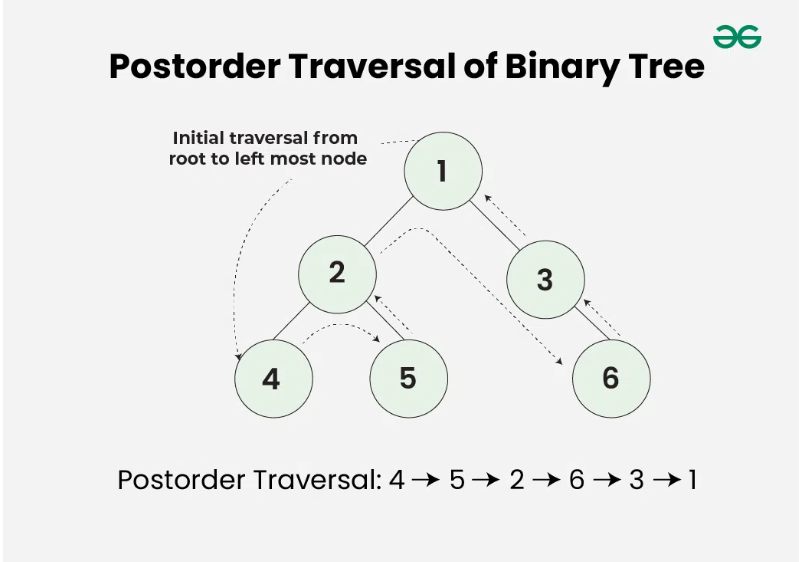 Postorder Traversal of Binary Tree
Initial traversal from
root to left most node
1
2
3
4
5
6
Postorder Traversal: 4 → 5 → 2 → 6 → 3 → 1